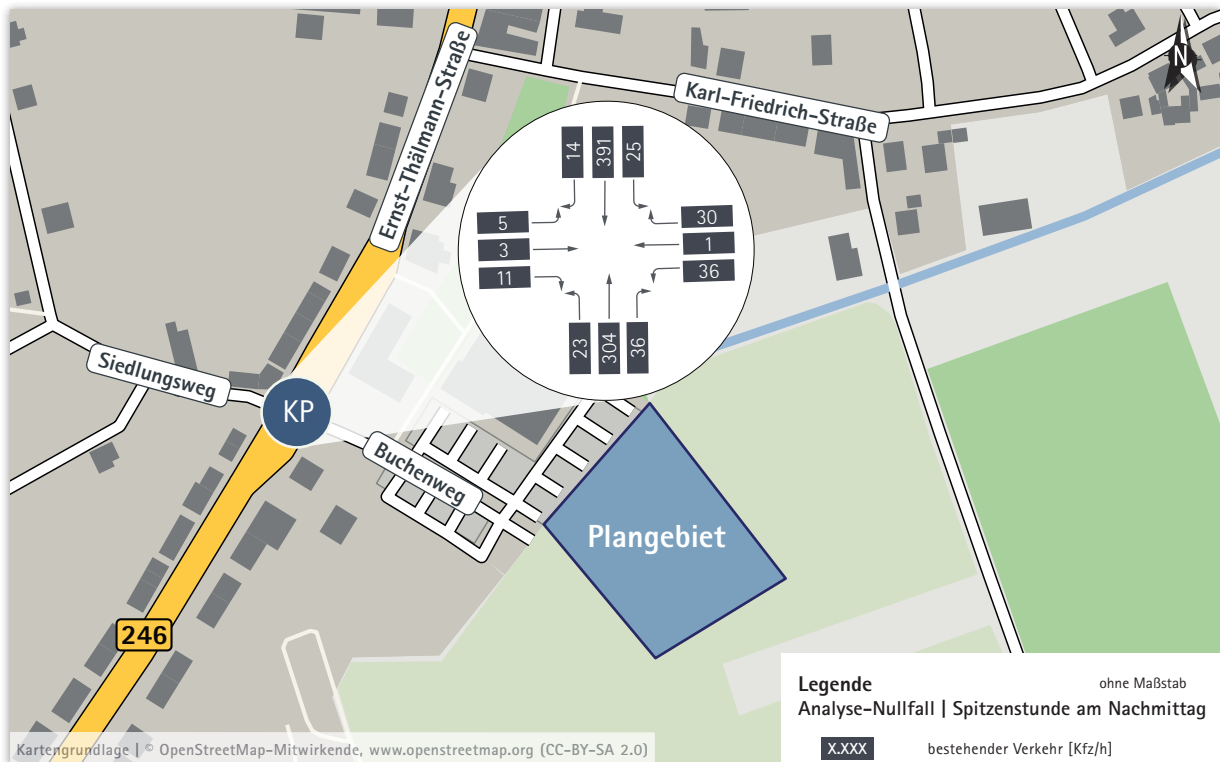 N
Ernst-Thälmann-Straße
Karl-Friedrich-Straße
14 391 25
5
3
11
30
1
36
23 304 36
Siedlungsweg
KP
Buchenweg
Plangebiet
246
Legende
ohne Maßstab
Analyse-Nullfall | Spitzenstunde am Nachmittag
X.XXX bestehender Verkehr [Kfz/h]
Kartengrundlage | © OpenStreetMap-Mitwirkende, www.openstreetmap.org (CC-BY-SA 2.0)